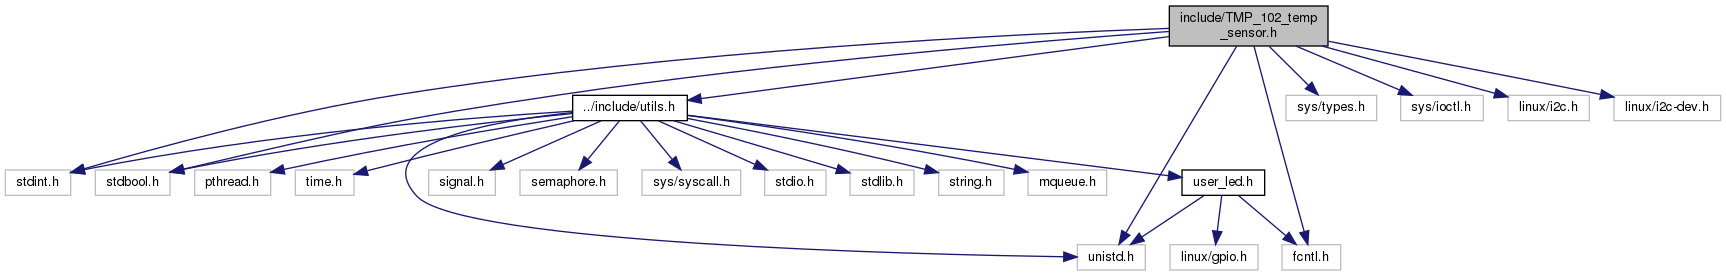 include/TMP_102_temp
_sensor.h
../include/utils.h
sys/types.h
sys/ioctl.h
linux/i2c.h
linux/i2c-dev.h
stdint.h
stdbool.h
pthread.h
time.h
signal.h
semaphore.h
sys/syscall.h
stdio.h
stdlib.h
string.h
mqueue.h
user_led.h
unistd.h
linux/gpio.h
fcntl.h